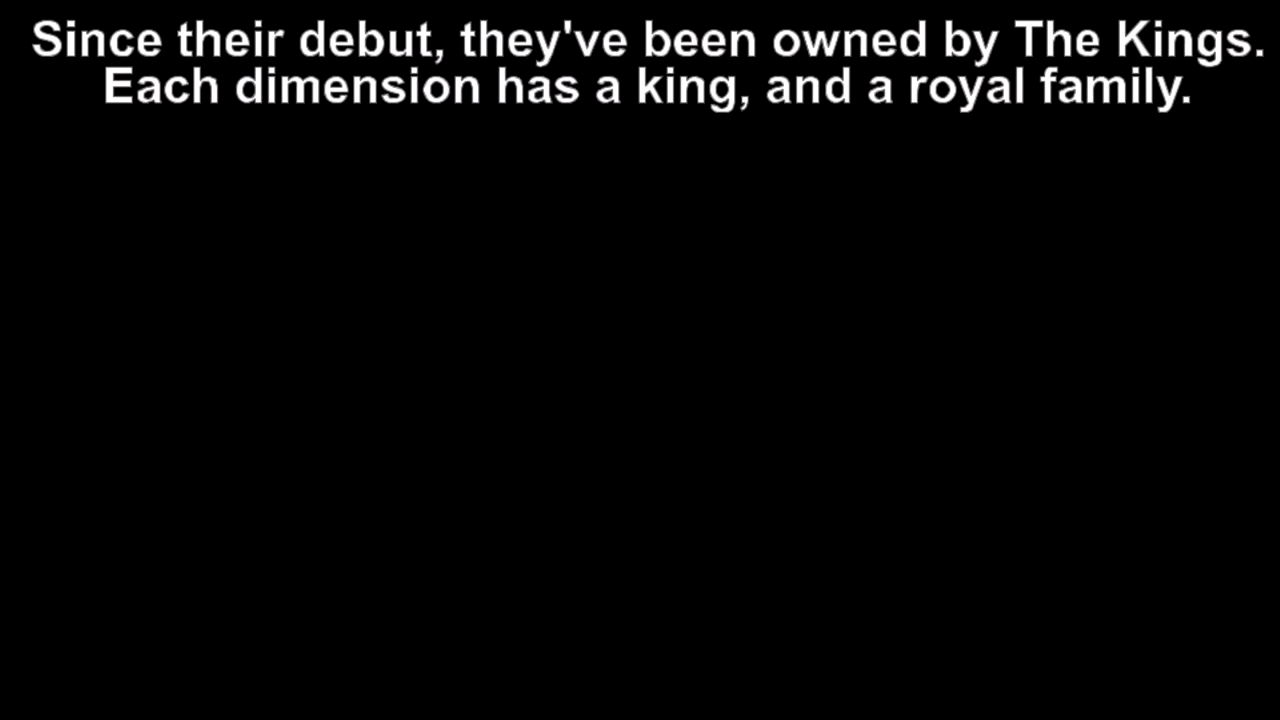 Since their debut, they've been owned by The Kings.
Each dimension has a king, and a royal family.